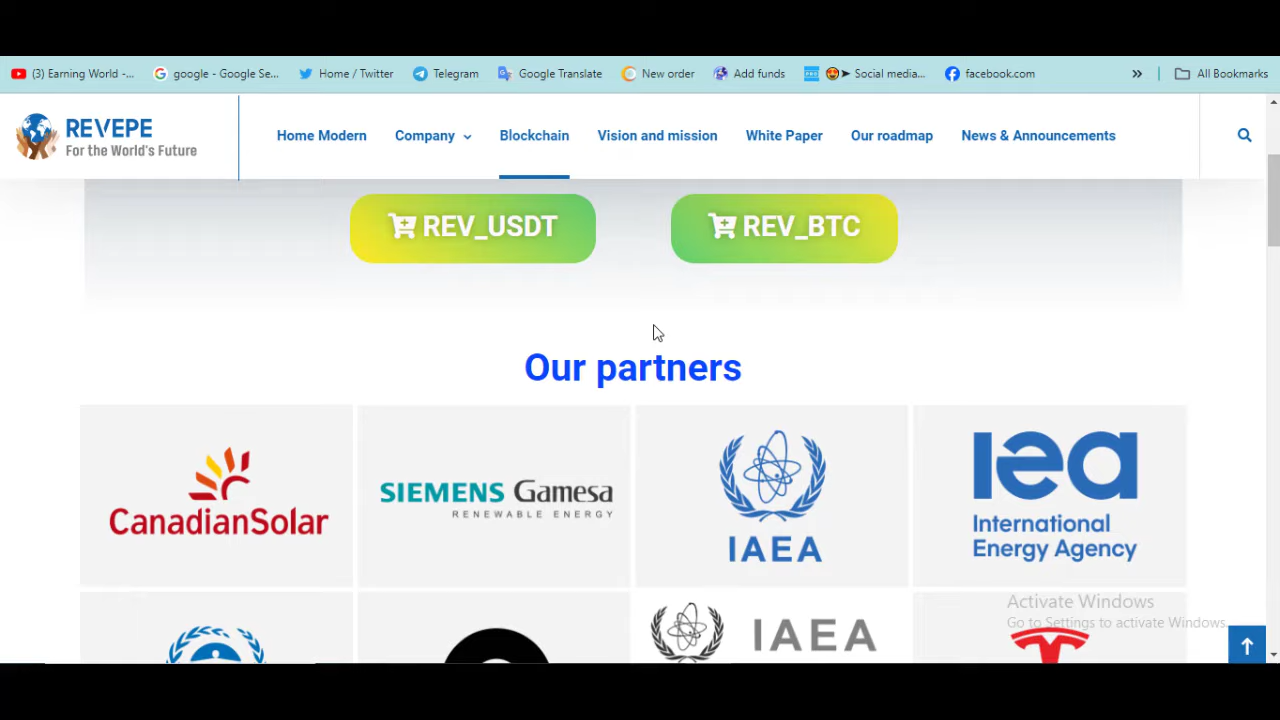 (3) Earning World -...
google - Google Se...
Home / Twitter
Telegram
Google Translate
New order
Add funds
Social media...
facebook.com
»
All Bookmarks
REVEPE
For the World's Future
Home Modern
Company
Blockchain
Vision and mission
White Paper
Our roadmap
News & Announcements
REV_USDT
REV_BTC
Our partners
CanadianSolar
SIEMENS Gamesa
RENEWABLE ENERGY
IAEA
iea
International
Energy Agency
IAEA
Activate Windows
Go to Settings to activate Windows.